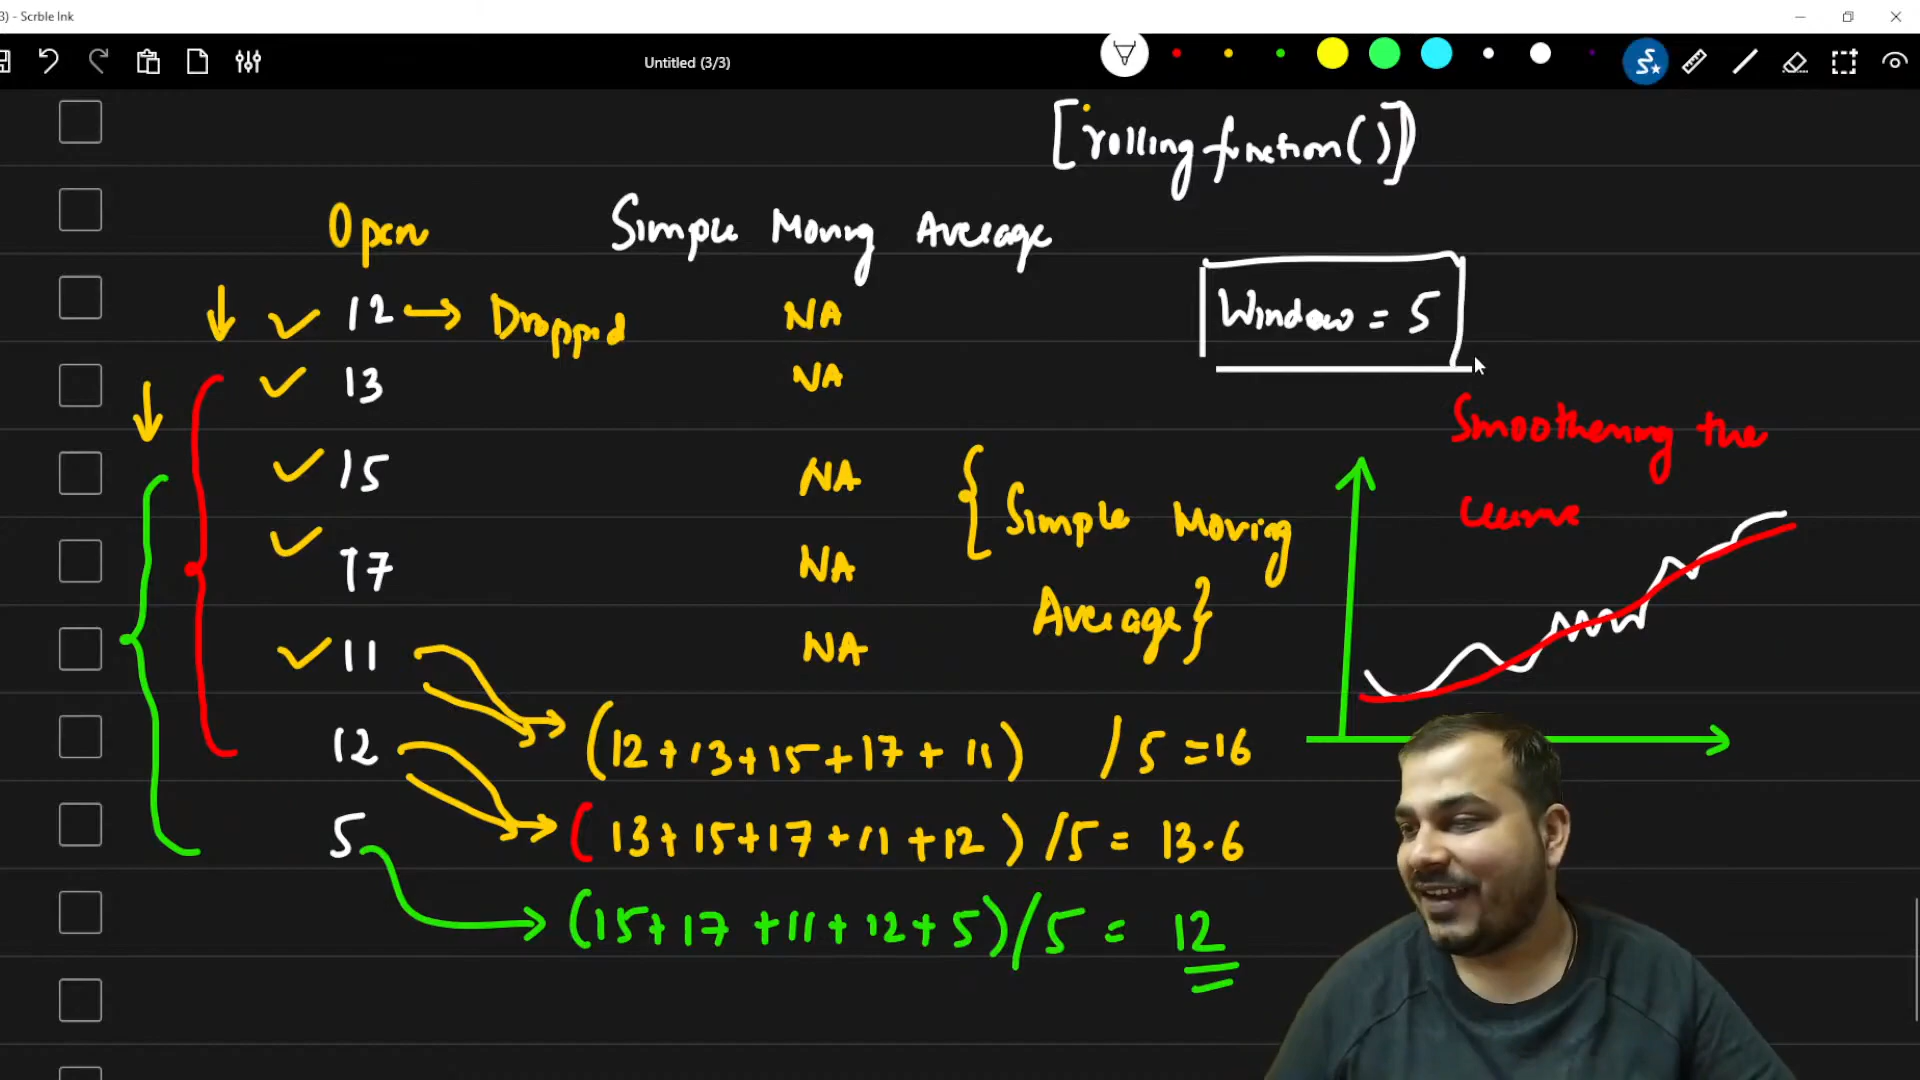 3) - Scrble Ink
Untitled (3/3)
[rolling function()]
Open Simple Moving Average
12 → Dropped NA
Window = 5
13 NA
Smoothening the
curve
15 NA
{Simple Moving
Average}
17 NA
11 NA
12 (12+13+15+17+11) /5 =16
5 (13+15+17+11+12) /5 = 13.6
(15+17+11+12+5)/5 = 12